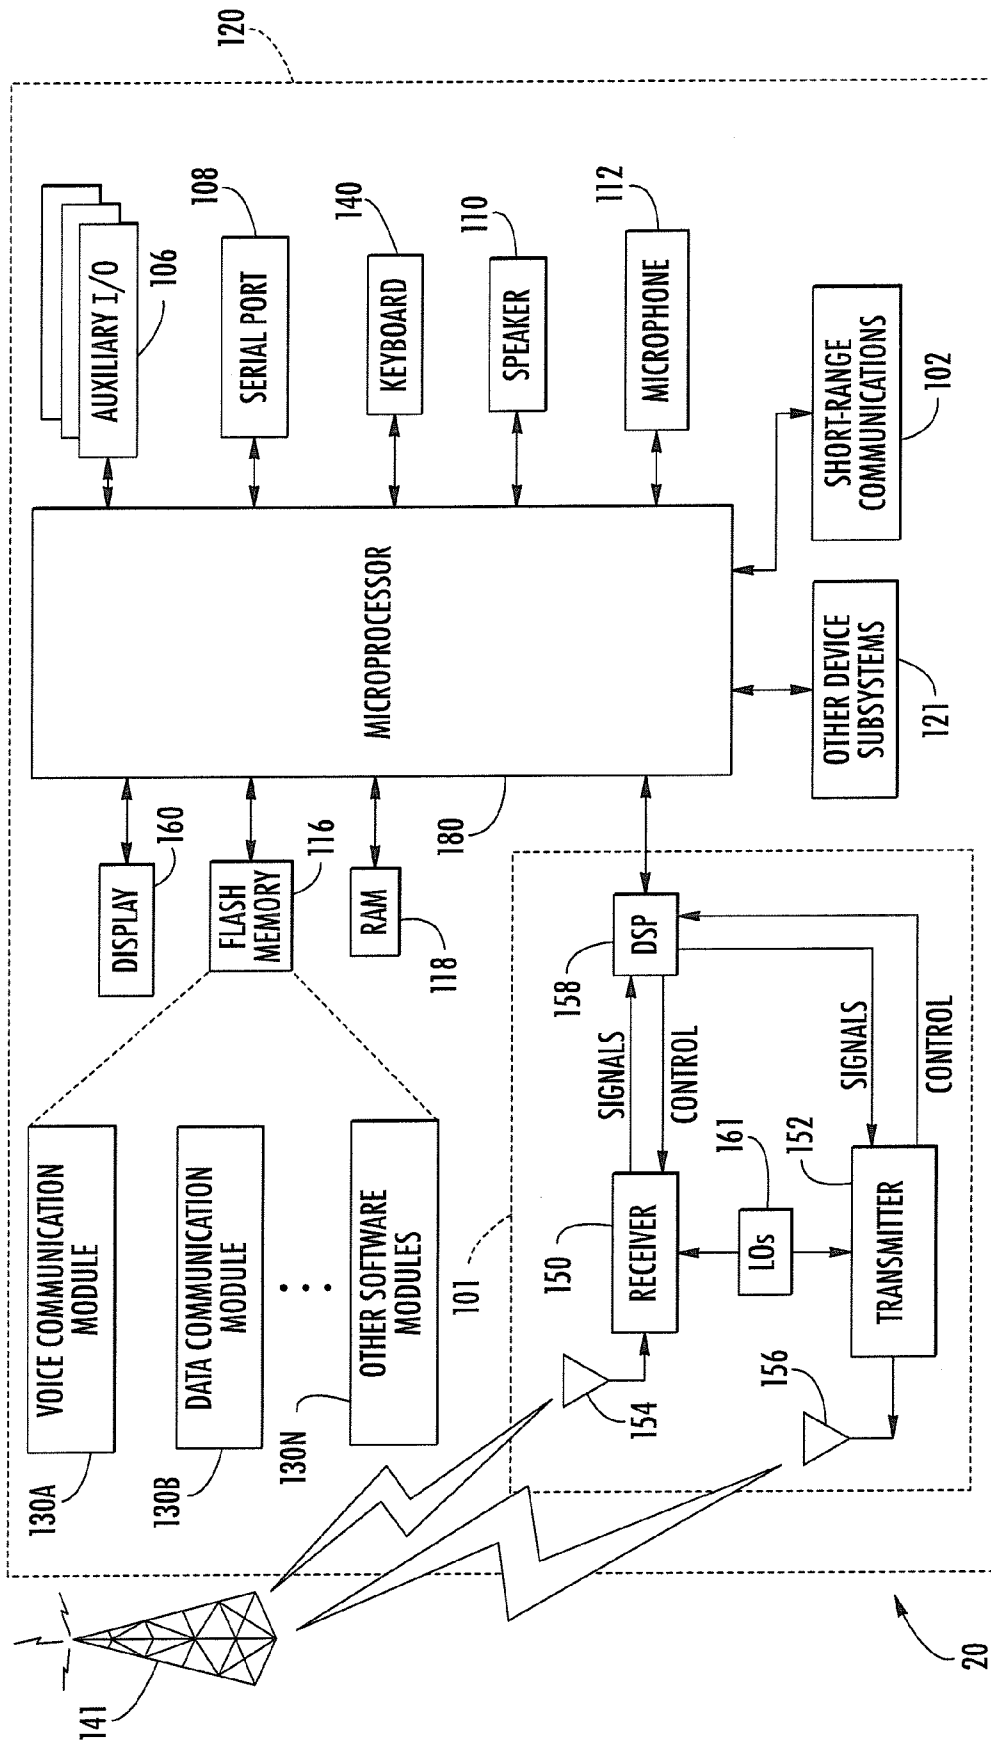 120
141
130A
VOICE COMMUNICATION
MODULE
130B
DATA COMMUNICATION
MODULE
130N
OTHER SOFTWARE
MODULES
DISPLAY
160
FLASH
MEMORY
116
RAM
118
MICROPROCESSOR
180
AUXILIARY I/O
106
SERIAL PORT
108
KEYBOARD
140
SPEAKER
110
MICROPHONE
112
101
154
150
RECEIVER
SIGNALS
CONTROL
158
DSP
LOs
161
156
TRANSMITTER
152
SIGNALS
CONTROL
OTHER DEVICE
SUBSYSTEMS
121
SHORT-RANGE
COMMUNICATIONS
102
20